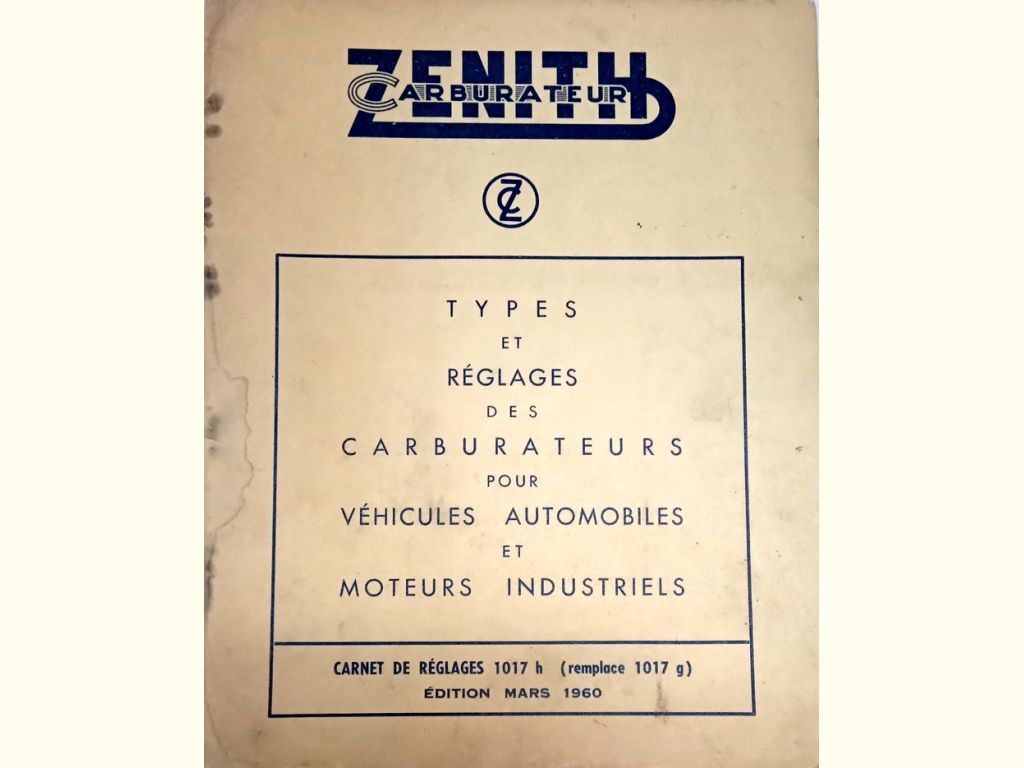 ZENITH
CARBURATEUR
ZC
TYPES
ET
RÉGLAGES
DES
CARBURATEURS
POUR
VÉHICULES AUTOMOBILES
ET
MOTEURS INDUSTRIELS
CARNET DE RÉGLAGES 1017 h (remplace 1017 g)
ÉDITION MARS 1960